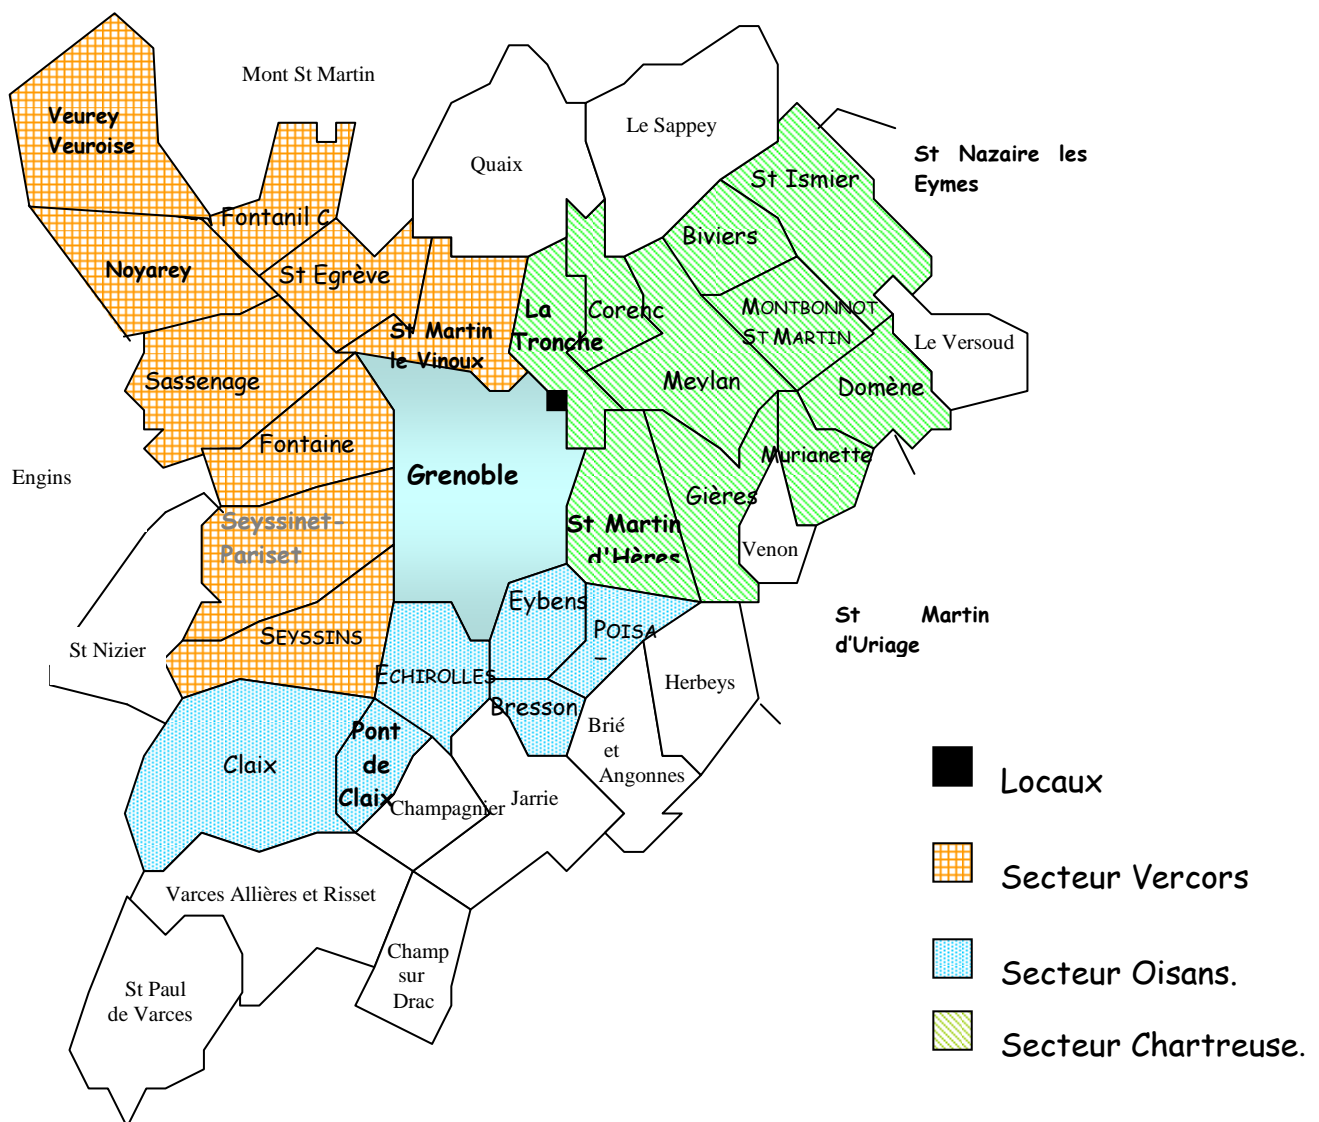 Mont St Martin
Veurey
Veuroise
Le Sappey
St Nazaire les
Eymes
Quaix
St Ismier
Fontanil C
Biviers
Noyarey
St Egrève
La
Tronche
Corenc
MONTBONNOT
ST MARTIN
St Martin
le Vinoux
Le Versoud
Sassenage
Meylan
Domène
Fontaine
Murianette
Engins
Grenoble
Gières
Seyssinet-
Pariset
St Martin
d'Hères
Venon
Eybens
St Martin
d'Uriage
SEYSSINS
POISA
–
St Nizier
ECHIROLLES
Herbeys
Bresson
Brié
et
Angonnes
Pont
de
Claix
Claix
Champagnier
Jarrie
Locaux
Varces Allières et Risset
Secteur Vercors
Champ
sur
Drac
St Paul
de Varces
Secteur Oisans.
Secteur Chartreuse.